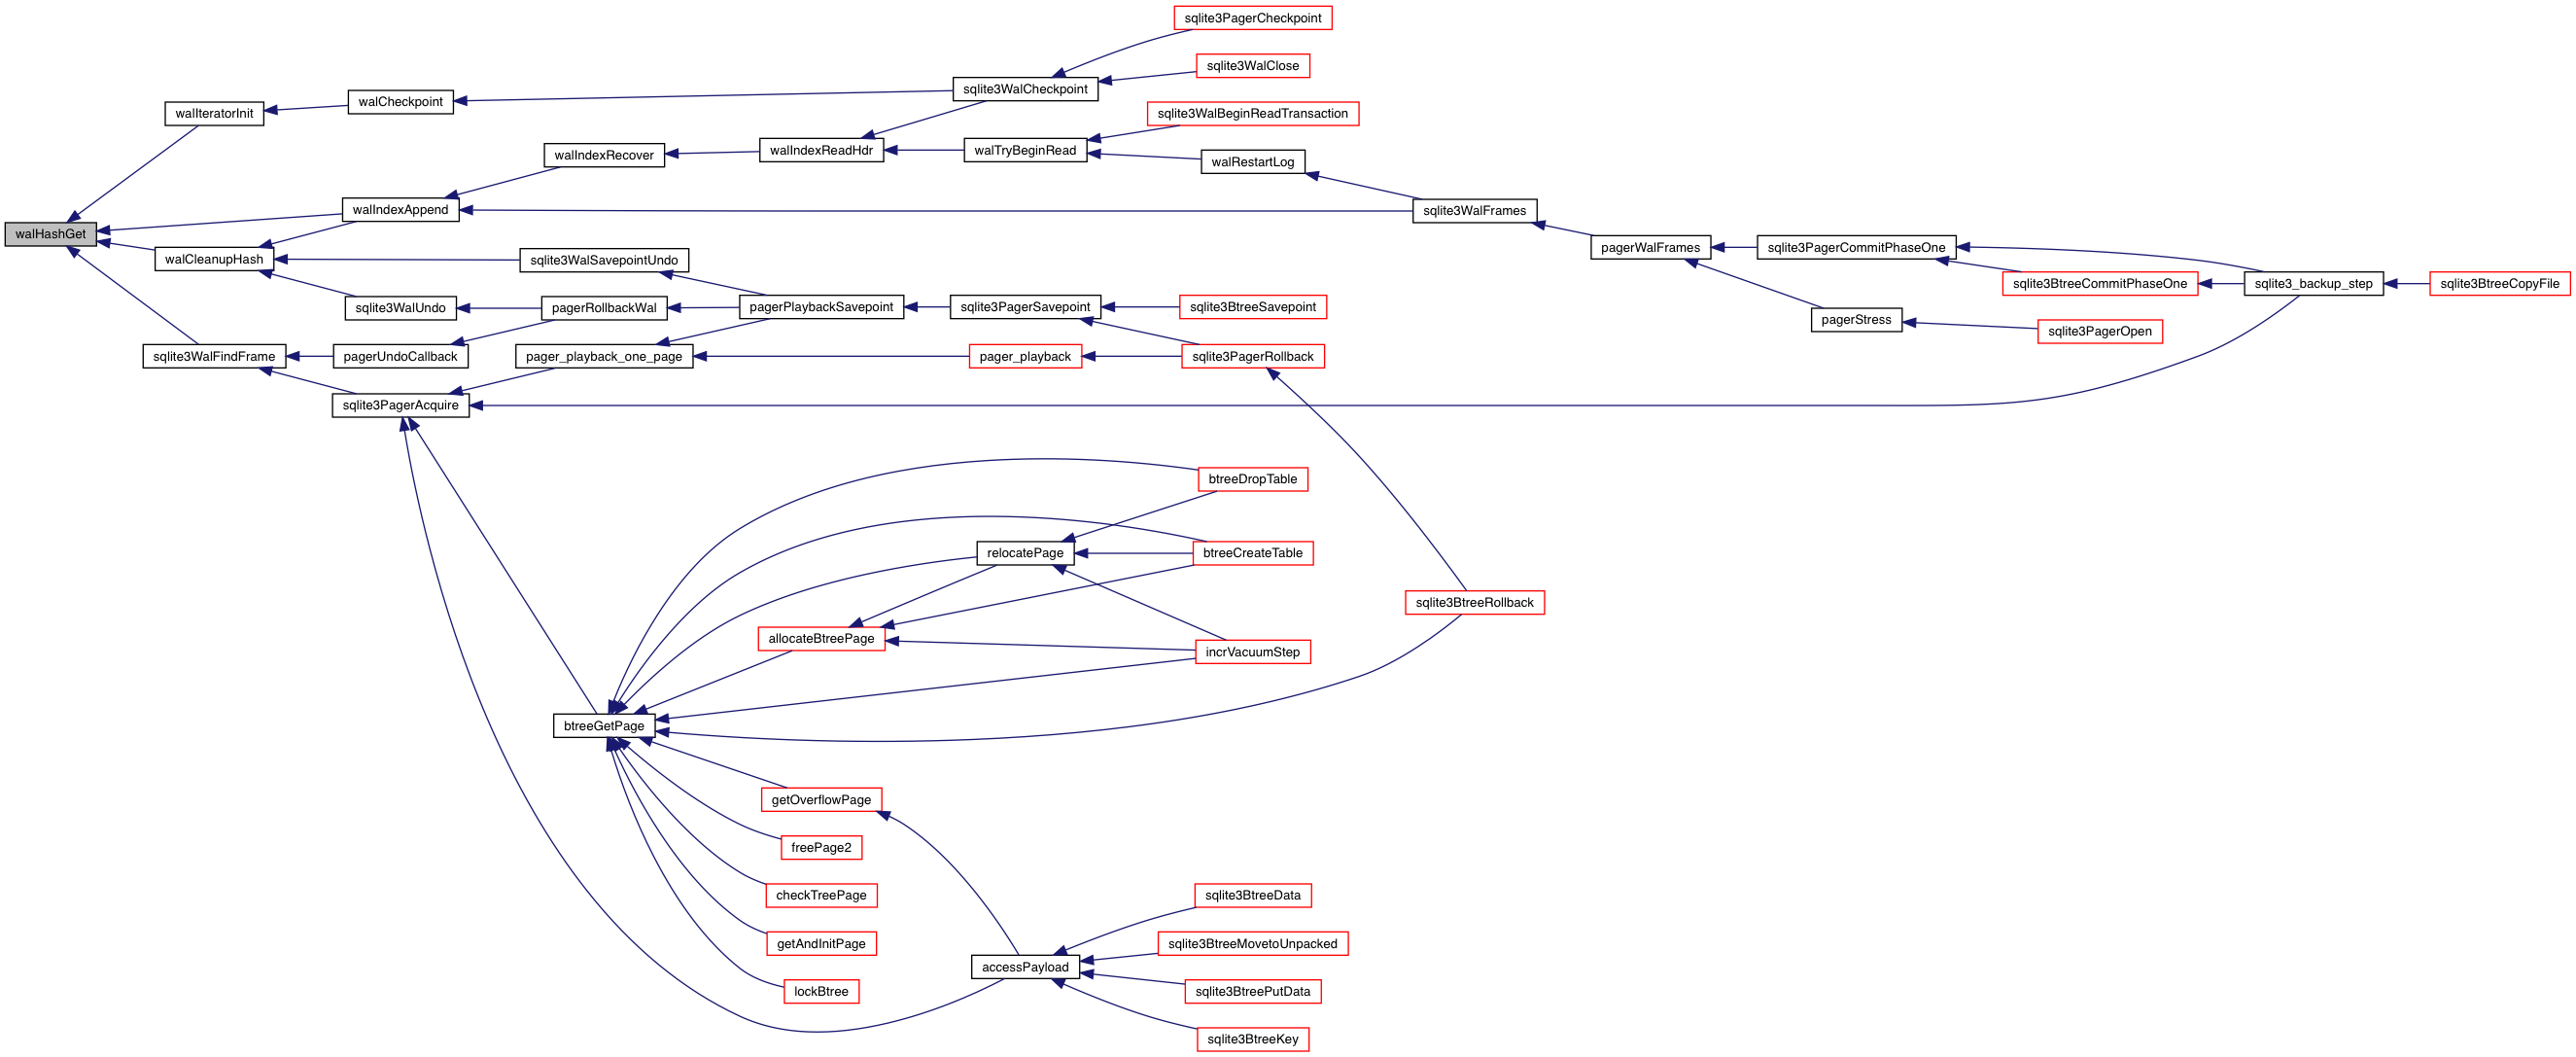 sqlite3PagerCheckpoint
sqlite3WalClose
sqlite3WalCheckpoint
walCheckpoint
walIteratorInit
sqlite3WalBeginReadTransaction
walIndexRecover
walIndexReadHdr
walTryBeginRead
walRestartLog
walIndexAppend
sqlite3WalFrames
walHashGet
walCleanupHash
sqlite3WalSavepointUndo
pagerWalFrames
sqlite3PagerCommitPhaseOne
sqlite3BtreeCommitPhaseOne
sqlite3_backup_step
sqlite3BtreeCopyFile
sqlite3WalUndo
pagerRollbackWal
pagerPlaybackSavepoint
sqlite3PagerSavepoint
sqlite3BtreeSavepoint
pagerStress
sqlite3PagerOpen
sqlite3WalFindFrame
pagerUndoCallback
pager_playback_one_page
pager_playback
sqlite3PagerRollback
sqlite3PagerAcquire
btreeDropTable
relocatePage
btreeCreateTable
sqlite3BtreeRollback
allocateBtreePage
incrVacuumStep
btreeGetPage
getOverflowPage
freePage2
checkTreePage
sqlite3BtreeData
getAndInitPage
sqlite3BtreeMovetoUnpacked
accessPayload
lockBtree
sqlite3BtreePutData
sqlite3BtreeKey